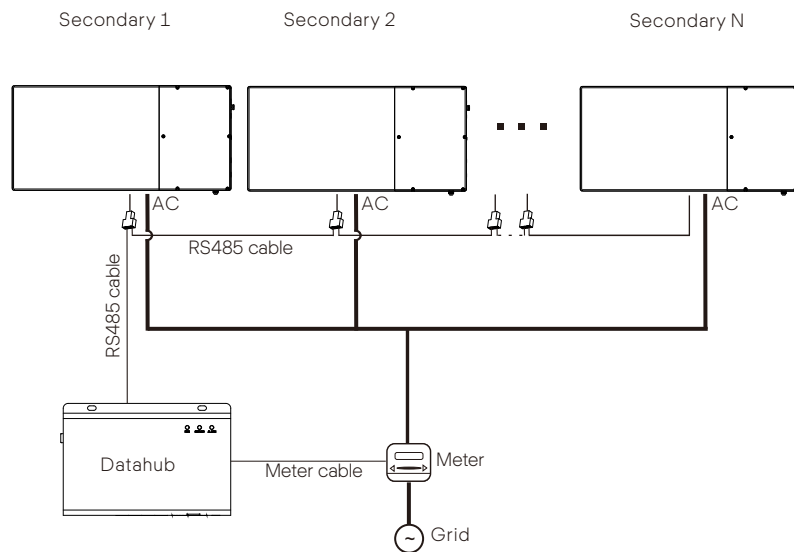 Secondary 1
Secondary 2
Secondary N
AC
AC
AC
RS485 cable
RS485 cable
Datahub
Meter cable
Meter
~
Grid